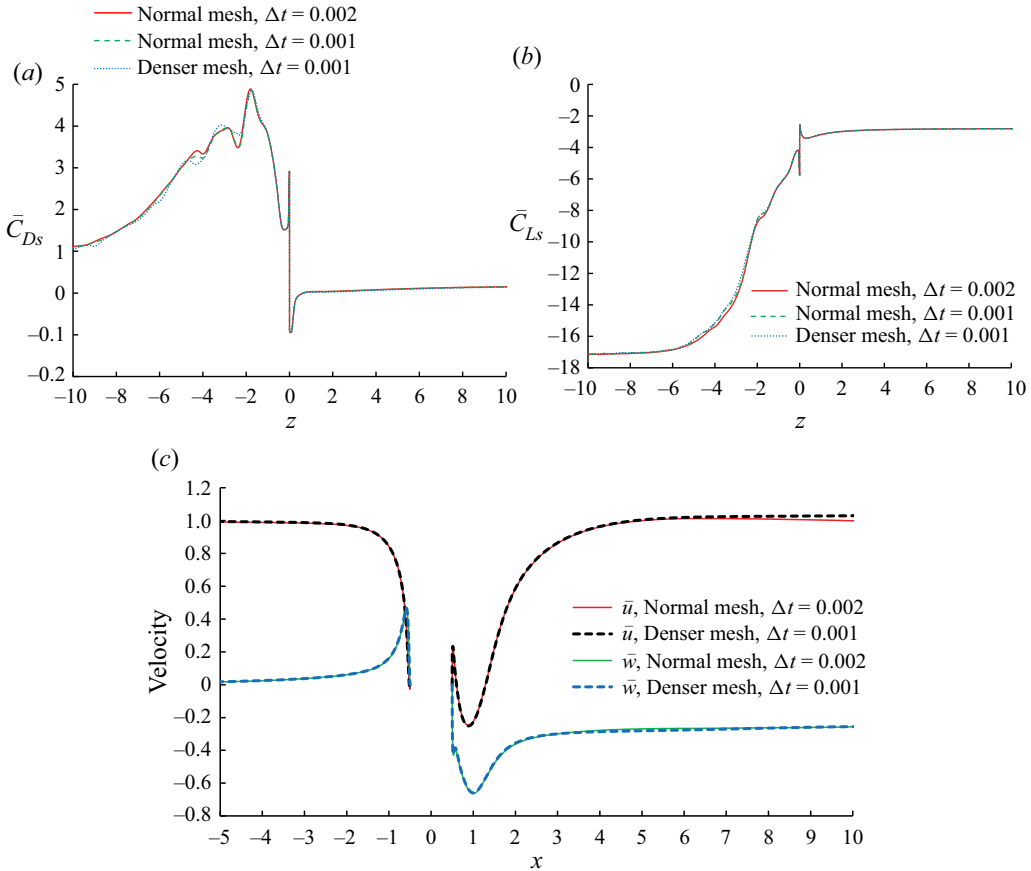 Normal mesh, Δt = 0.002
Normal mesh, Δt = 0.001
Denser mesh, Δt = 0.001
(a)
5
4
3
2
1
0
–0.1
–0.2
C̄Ds
–10 –8 –6 –4 –2 0 2 4 6 8 10
z
(b)
0
–2
–4
–6
–8
–10
–12
–14
–16
–18
C̄Ls
Normal mesh, Δt = 0.002
Normal mesh, Δt = 0.001
Denser mesh, Δt = 0.001
–10 –8 –6 –4 –2 0 2 4 6 8 10
z
(c)
1.2
1.0
0.8
0.6
0.4
0.2
0
–0.2
–0.4
–0.6
–0.8
Velocity
ū, Normal mesh, Δt = 0.002
ū, Denser mesh, Δt = 0.001
w̄, Normal mesh, Δt = 0.002
w̄, Denser mesh, Δt = 0.001
–5 –4 –3 –2 –1 0 1 2 3 4 5 6 7 8 9 10
x